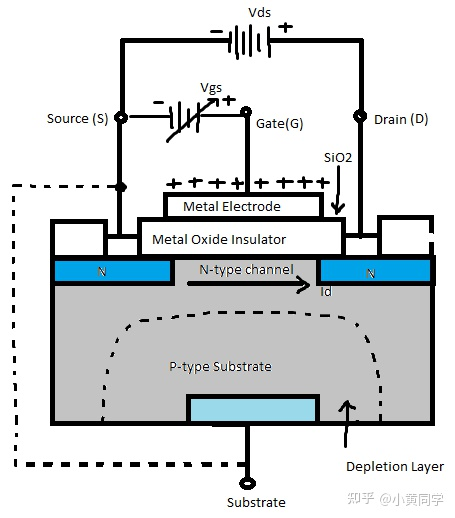 Vds
− +
Vgs
− +
Source (S)
Gate(G)
Drain (D)
SiO2
+ + + + + + + +
Metal Electrode
Metal Oxide Insulator
N
N-type channel
N
Id
P-type Substrate
Depletion Layer
Substrate
知乎 @小黄同学